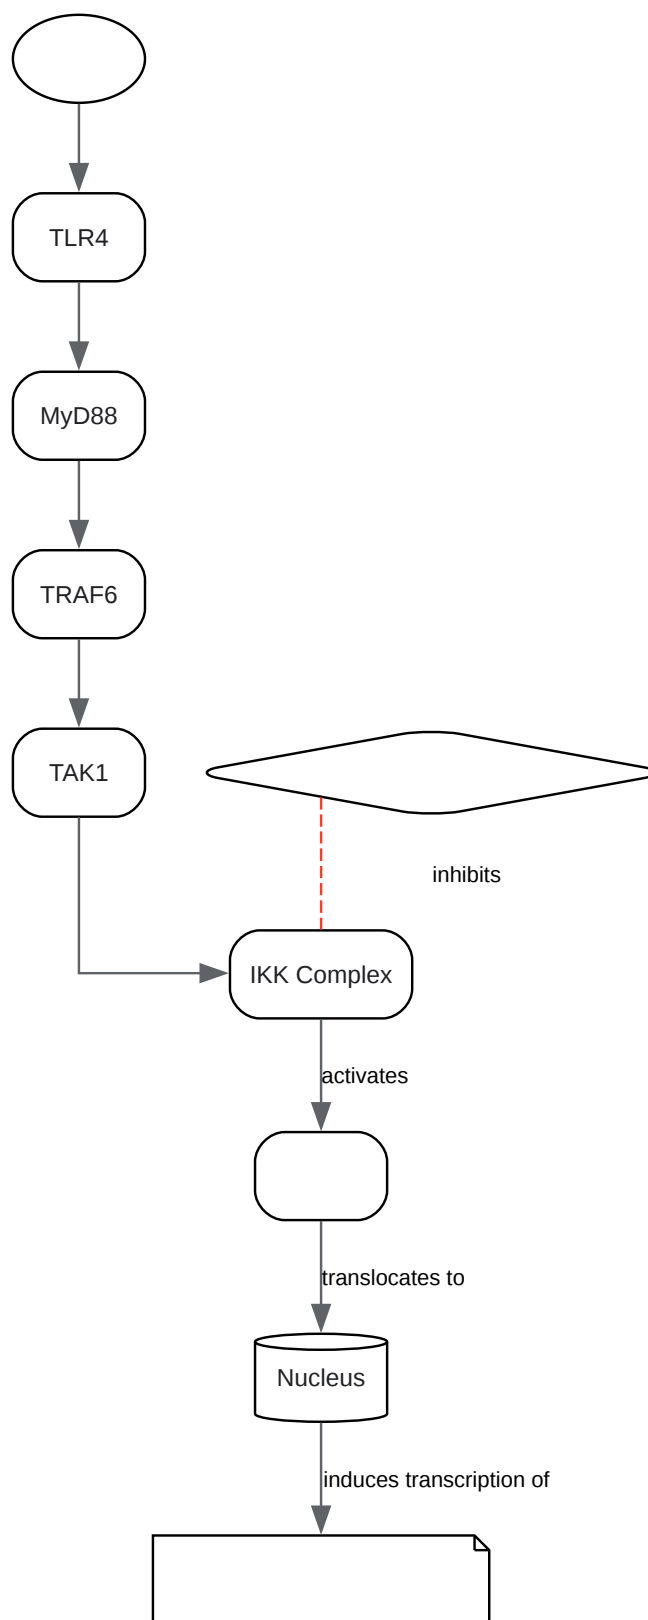 TLR4
MyD88
TRAF6
TAK1
inhibits
IKK Complex
activates
translocates to
Nucleus
induces transcription of